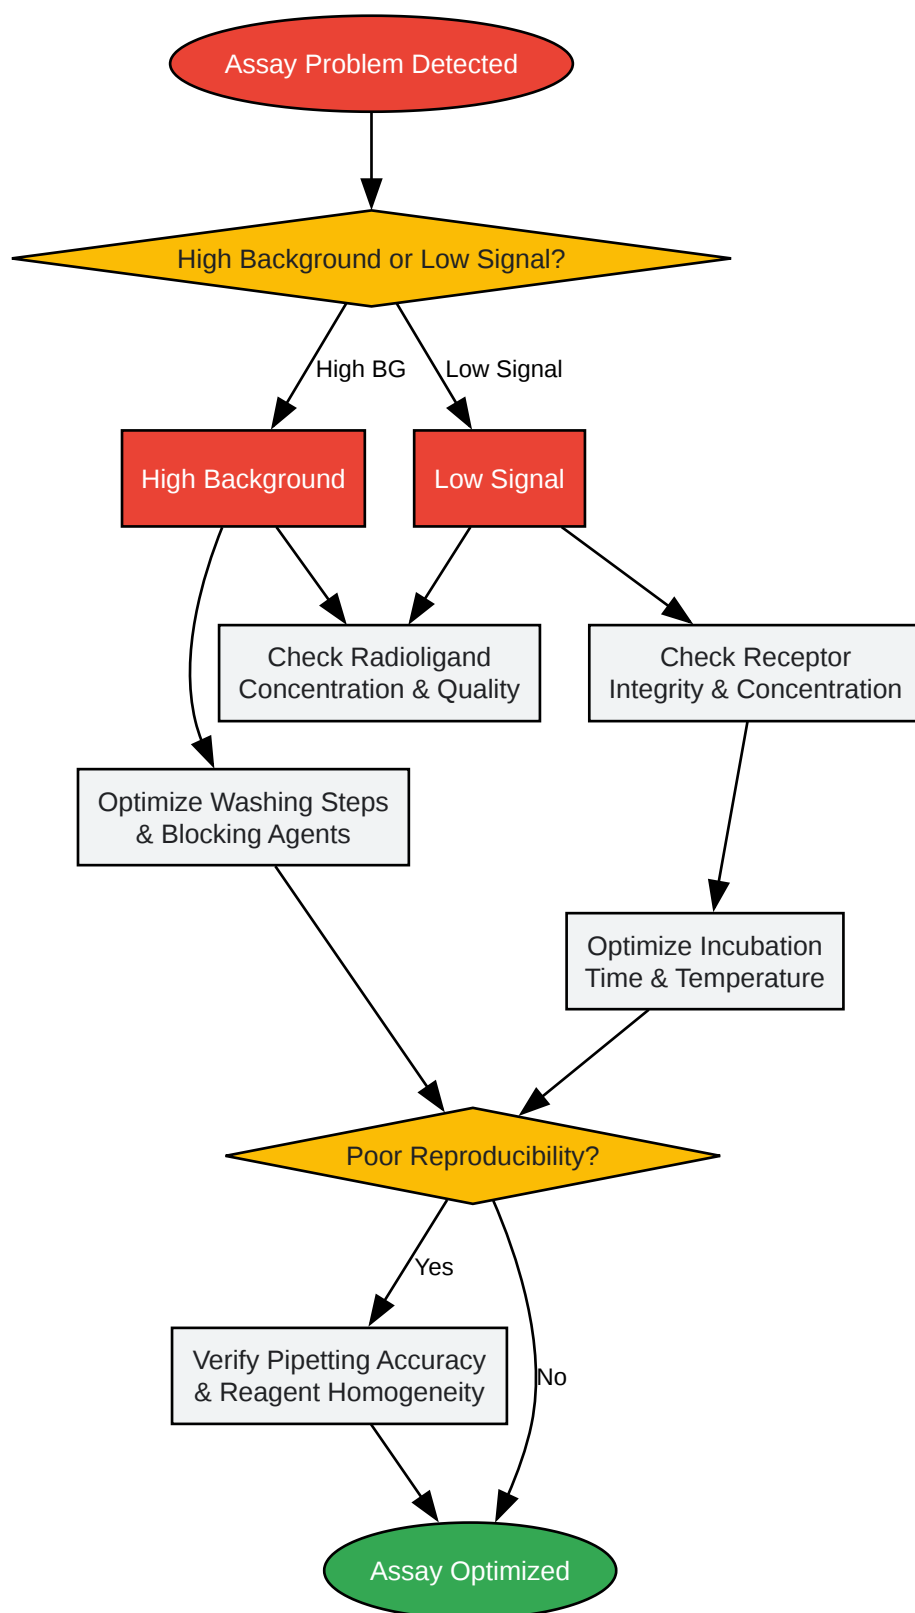 Assay Problem Detected
High Background or Low Signal?
High BG
Low Signal
High Background
Low Signal
Check Radioligand
Concentration & Quality
Check Receptor
Integrity & Concentration
Optimize Washing Steps
& Blocking Agents
Optimize Incubation
Time & Temperature
Poor Reproducibility?
Yes
Verify Pipetting Accuracy
& Reagent Homogeneity
No
Assay Optimized